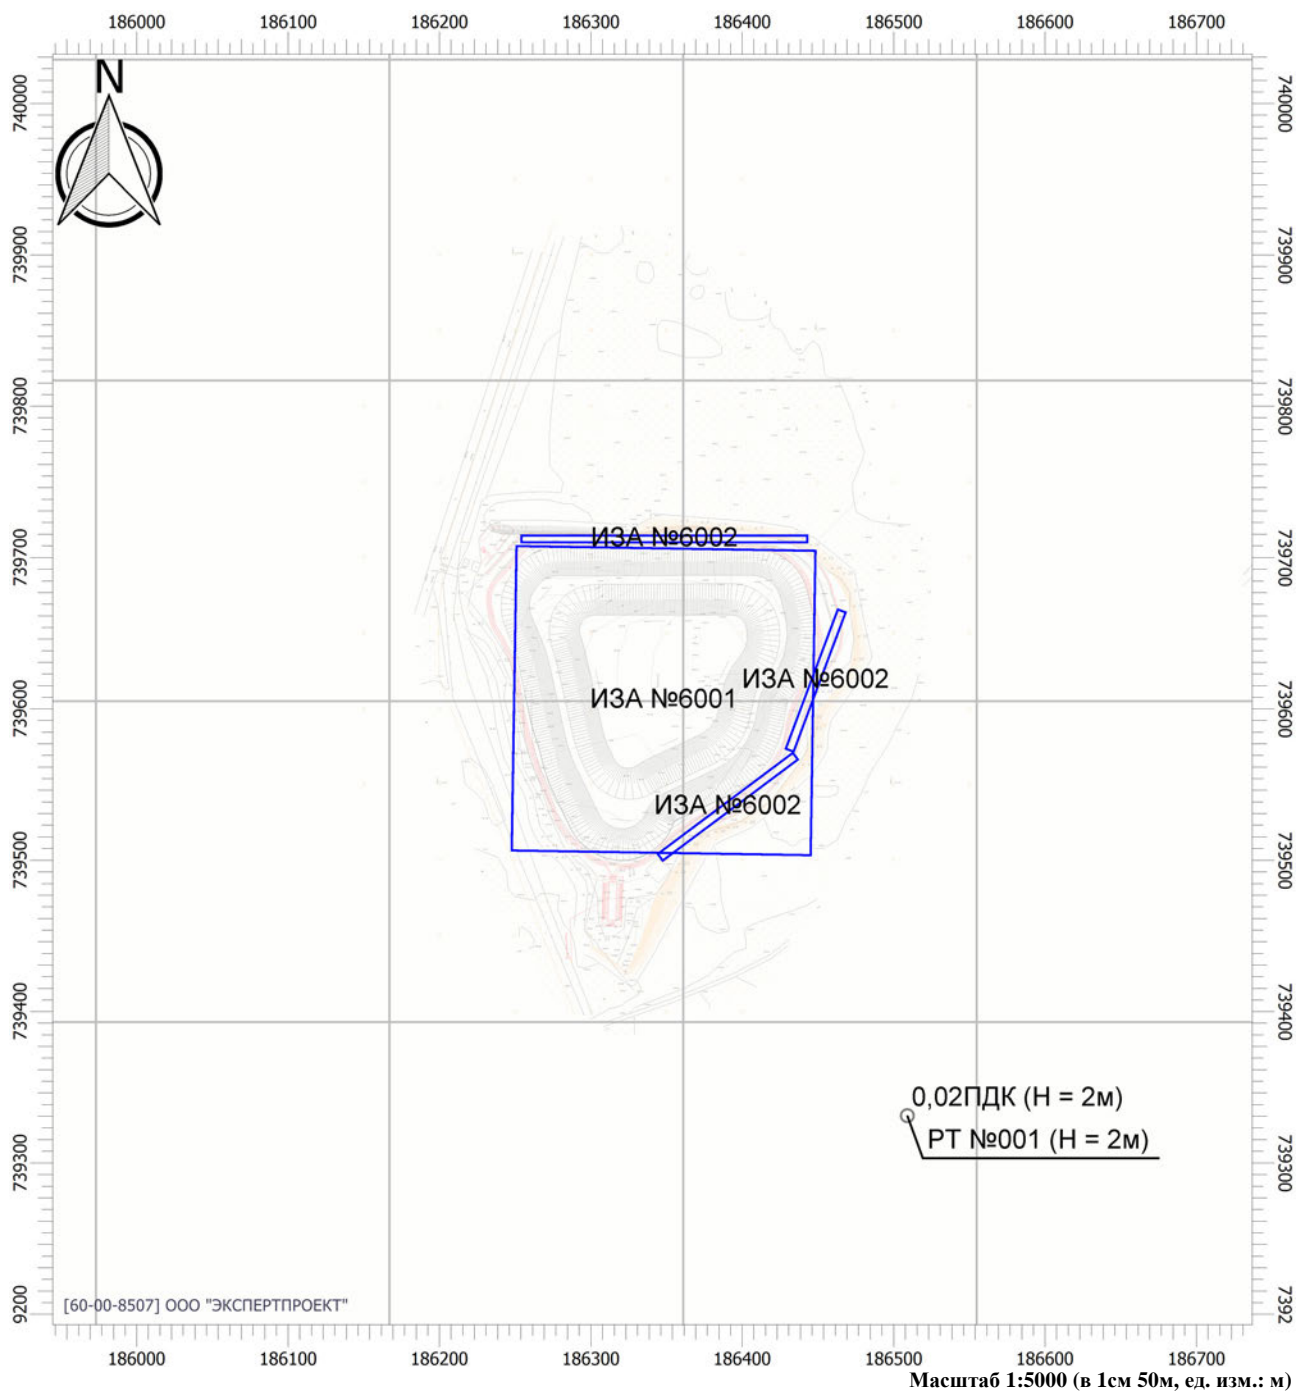 186000 186100 186200 186300 186400 186500 186600 186700
N
740000 740000
739900 739900
739800 739800
739700 739700
739600 739600
739500 739500
739400 739400
739300 739300
9200 7392
ИЗА №6002
ИЗА №6002
ИЗА №6001
ИЗА №6002
0,02ПДК (Н = 2м)
РТ №001 (Н = 2м)
[60-00-8507] ООО "ЭКСПЕРТПРОЕКТ"
186000 186100 186200 186300 186400 186500 186600 186700
Масштаб 1:5000 (в 1см 50м, ед. изм.: м)